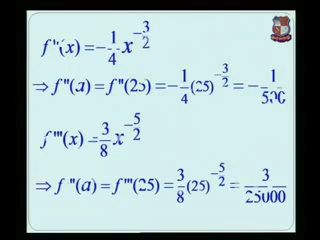 f''(x) = -1/4 x^(-3/2)
⇒ f''(a) = f''(25) = -1/4 (25)^(-3/2) = -1/500
f'''(x) = 3/8 x^(-5/2)
⇒ f''(a) = f'''(25) = 3/8 (25)^(-5/2) = 3/25000